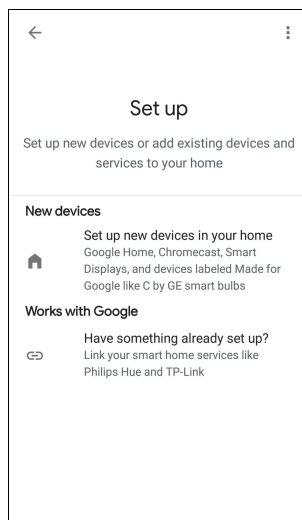 Set up
Set up new devices or add existing devices and
services to your home
New devices
Set up new devices in your home
Google Home, Chromecast, Smart
Displays, and devices labeled Made for
Google like C by GE smart bulbs
Works with Google
Have something already set up?
Link your smart home services like
Philips Hue and TP-Link